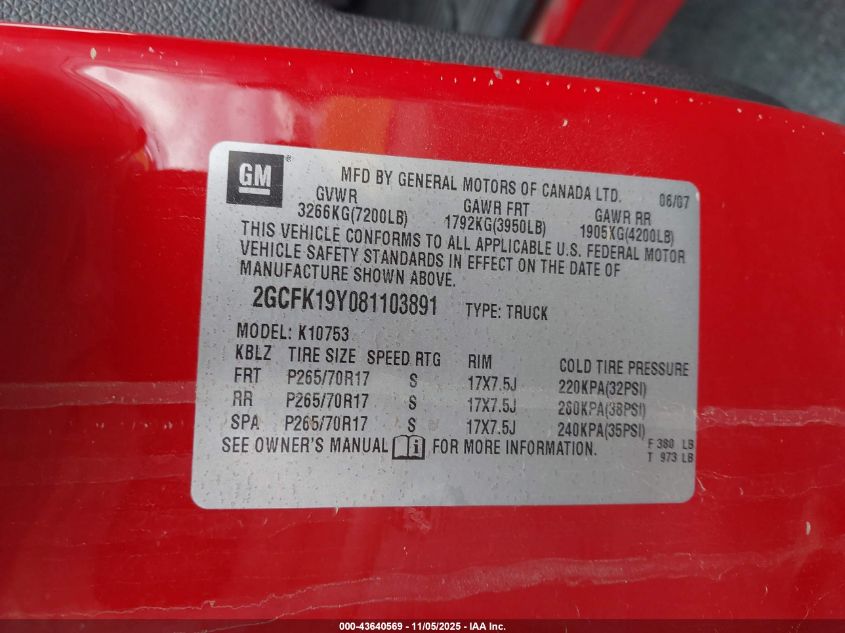 GM
MFD BY GENERAL MOTORS OF CANADA LTD. 06/07
GVWR GAWR FRT GAWR RR
3266KG(7200LB) 1792KG(3950LB) 1905KG(4200LB)
THIS VEHICLE CONFORMS TO ALL APPLICABLE U.S. FEDERAL MOTOR
VEHICLE SAFETY STANDARDS IN EFFECT ON THE DATE OF
MANUFACTURE SHOWN ABOVE.
2GCFK19Y081103891 TYPE: TRUCK
MODEL: K10753
KBLZ TIRE SIZE SPEED RTG RIM COLD TIRE PRESSURE
FRT P265/70R17 S 17X7.5J 220KPA(32PSI)
RR P265/70R17 S 17X7.5J 260KPA(38PSI)
SPA P265/70R17 S 17X7.5J 240KPA(35PSI)
SEE OWNER'S MANUAL FOR MORE INFORMATION.
F 380 LB
T 973 LB
000-43640569 - 11/05/2025 - IAA Inc.